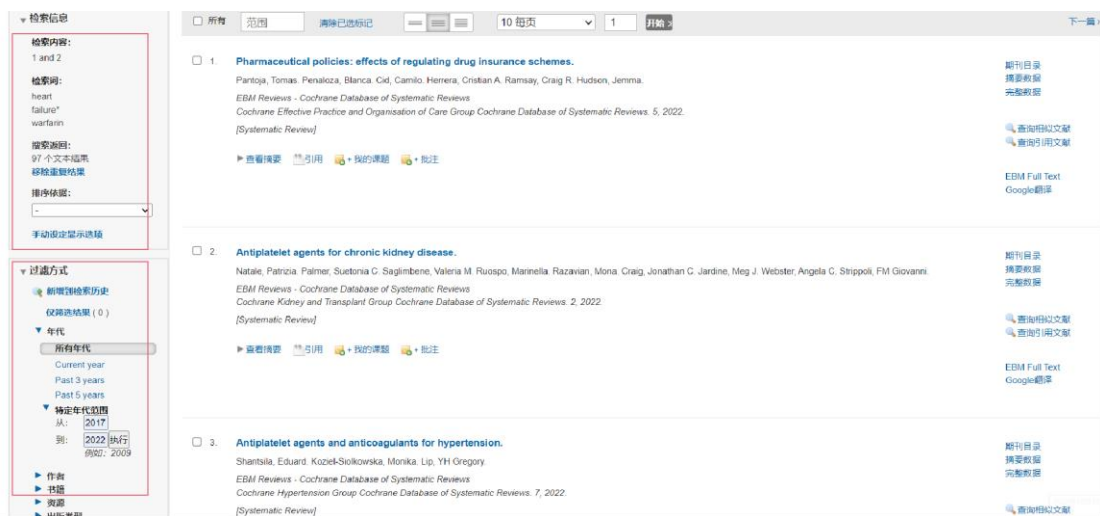 检索信息
检索内容:
1 and 2
检索词:
heart
failure*
warfarin
搜索返回:
97 个文本结果
移除重复结果
排序依据:
-
手动设定显示选项
过滤方式
新增到检索历史
仅筛选结果 ( 0 )
年代
所有年代
Current year
Past 3 years
Past 5 years
特定年代范围
从: 2017
到: 2022 执行
例如: 2009
作者
书籍
资源
所有 范围 清除已选标记 10 每页 1 开始 > 下一篇
1. Pharmaceutical policies: effects of regulating drug insurance schemes.
Pantoja, Tomas. Penaloza, Blanca. Cid, Camilo. Herrera, Cristian A. Ramsay, Craig R. Hudson, Jemma.
EBM Reviews - Cochrane Database of Systematic Reviews
Cochrane Effective Practice and Organisation of Care Group Cochrane Database of Systematic Reviews. 5, 2022.
[Systematic Review]
查看摘要 引用 + 我的课题 + 批注
期刊目录
摘要数据
完整数据
查询相似文献
查询引用文献
EBM Full Text
Google翻译
2. Antiplatelet agents for chronic kidney disease.
Natale, Patrizia. Palmer, Suetonia C. Saglimbene, Valeria M. Ruospo, Marinella. Razavian, Mona. Craig, Jonathan C. Jardine, Meg J. Webster, Angela C. Strippoli, FM Giovanni.
EBM Reviews - Cochrane Database of Systematic Reviews
Cochrane Kidney and Transplant Group Cochrane Database of Systematic Reviews. 2, 2022.
[Systematic Review]
查看摘要 引用 + 我的课题 + 批注
期刊目录
摘要数据
完整数据
查询相似文献
查询引用文献
EBM Full Text
Google翻译
3. Antiplatelet agents and anticoagulants for hypertension.
Shantsila, Eduard. Koziel-Siolkowska, Monika. Lip, YH Gregory.
EBM Reviews - Cochrane Database of Systematic Reviews
Cochrane Hypertension Group Cochrane Database of Systematic Reviews. 7, 2022.
[Systematic Review]
期刊目录
摘要数据
完整数据
查询相似文献